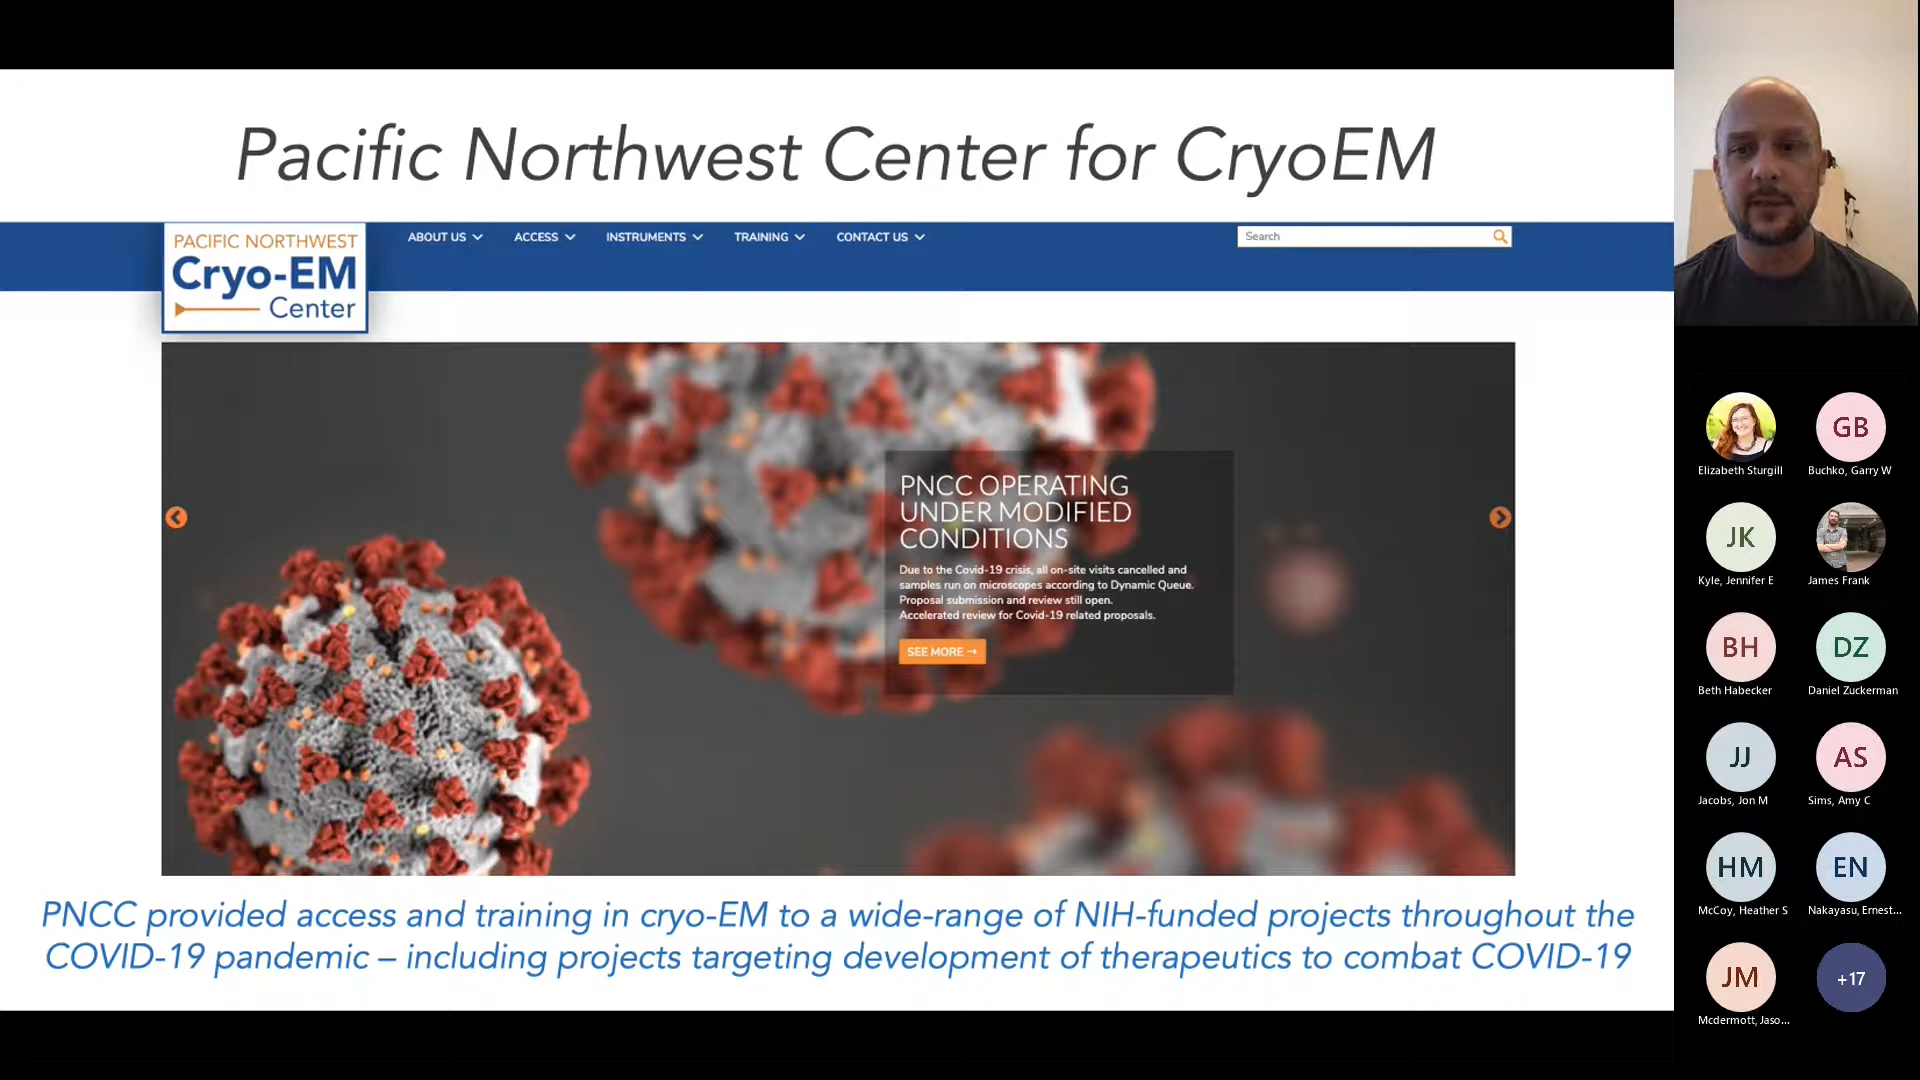 Pacific Northwest Center for CryoEM
PACIFIC NORTHWEST
Cryo-EM
Center
ABOUT US
ACCESS
INSTRUMENTS
TRAINING
CONTACT US
Search
PNCC OPERATING
UNDER MODIFIED
CONDITIONS
Due to the Covid-19 crisis, all on-site visits cancelled and
samples run on microscopes according to Dynamic Queue.
Proposal submission and review still open.
Accelerated review for Covid-19 related proposals.
SEE MORE →
PNCC provided access and training in cryo-EM to a wide-range of NIH-funded projects throughout the
COVID-19 pandemic – including projects targeting development of therapeutics to combat COVID-19
Elizabeth Sturgill
GB
Buchko, Garry W
JK
Kyle, Jennifer E
James Frank
BH
Beth Habecker
DZ
Daniel Zuckerman
JJ
Jacobs, Jon M
AS
Sims, Amy C
HM
McCoy, Heather S
EN
Nakayasu, Ernest...
JM
Mcdermott, Jaso...
+17